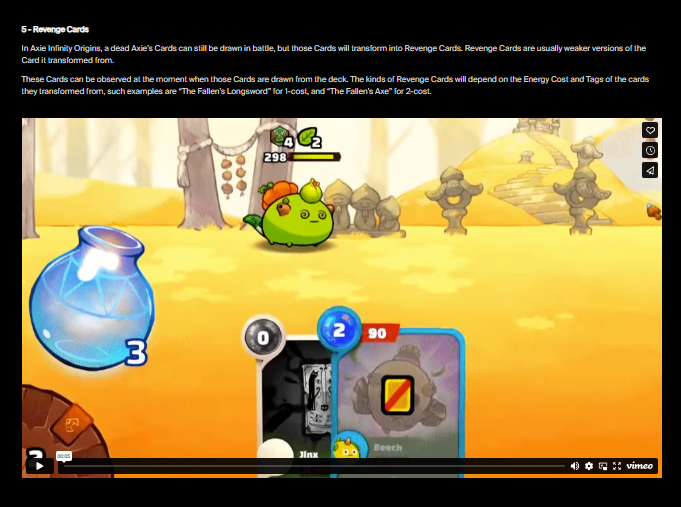 5 - Revenge Cards
In Axie Infinity Origins, a dead Axie's Cards can still be drawn in battle, but those Cards will transform into Revenge Cards. Revenge Cards are usually weaker versions of the
Card it transformed from.
These Cards can be observed at the moment when those Cards are drawn from the deck. The kinds of Revenge Cards will depend on the Energy Cost and Tags of the cards
they transformed from, such examples are “The Fallen's Longsword” for 1-cost, and “The Fallen's Axe” for 2-cost.
4 2
298
3
0 2 90
Jinx Beech
00:05
vimeo